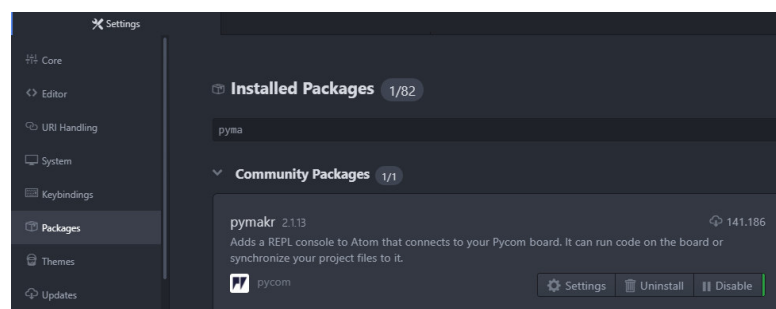 Settings
Core
Editor
URI Handling
System
Keybindings
Packages
Themes
Updates
Installed Packages 1/82
pyma
Community Packages 1/1
pymakr 2.1.13 141.186
Adds a REPL console to Atom that connects to your Pycom board. It can run code on the board or
synchronize your project files to it.
pycom Settings Uninstall Disable